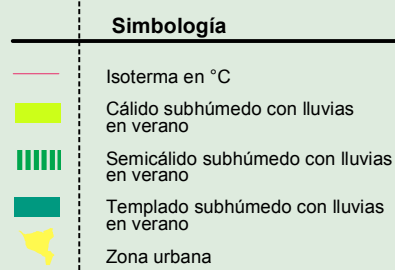 Simbología
Isoterma en °C
Cálido subhúmedo con lluvias
en verano
Semicálido subhúmedo con lluvias
en verano
Templado subhúmedo con lluvias
en verano
Zona urbana